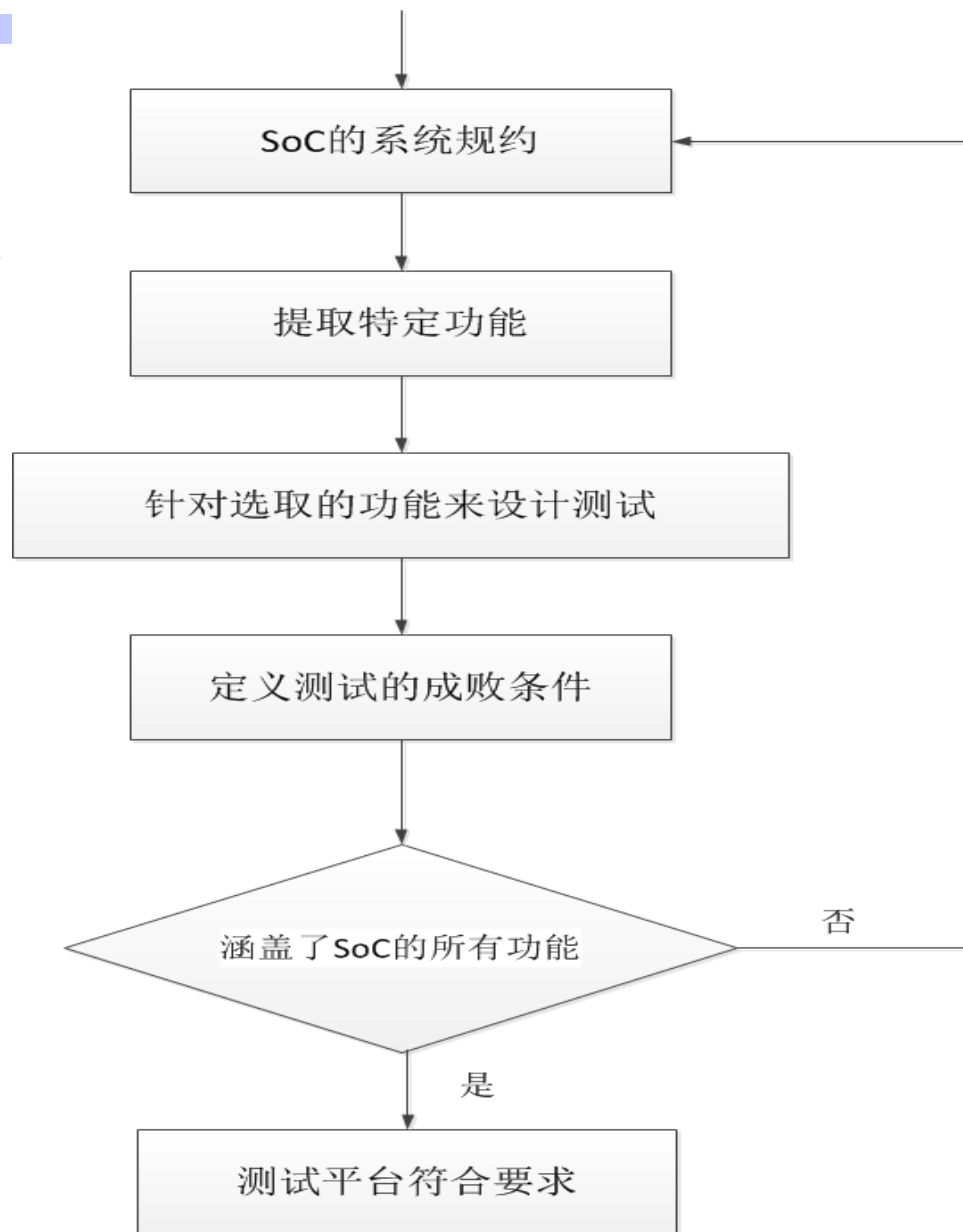 SoC的系统规约
提取特定功能
针对选取的功能来设计测试
定义测试的成败条件
涵盖了SoC的所有功能
否
是
测试平台符合要求